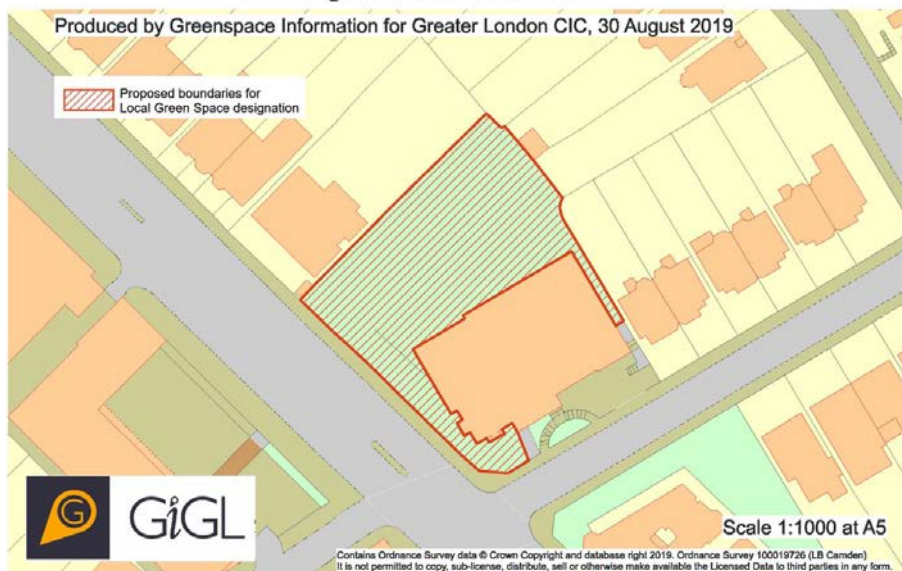 Produced by Greenspace Information for Greater London CIC, 30 August 2019
Proposed boundaries for
Local Green Space designation
G
GiGL
Scale 1:1000 at A5
Contains Ordnance Survey data © Crown Copyright and database right 2019. Ordnance Survey 100019726 (LB Camden)
It is not permitted to copy, sub-license, distribute, sell or otherwise make available the Licensed Data to third parties in any form.